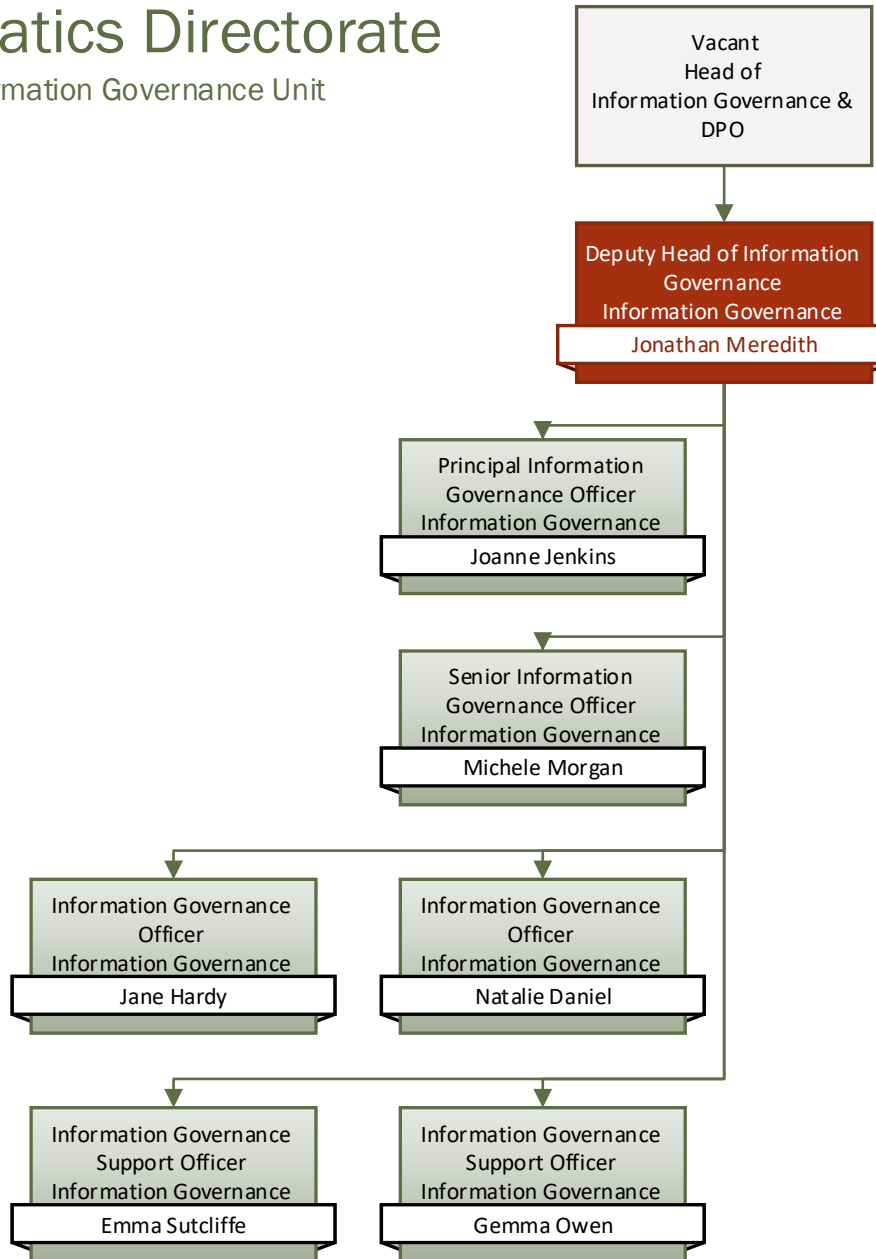 atics Directorate
rmation Governance Unit
Vacant
Head of
Information Governance &
DPO
Deputy Head of Information
Governance
Information Governance
Jonathan Meredith
Principal Information
Governance Officer
Information Governance
Joanne Jenkins
Senior Information
Governance Officer
Information Governance
Michele Morgan
Information Governance
Officer
Information Governance
Jane Hardy
Information Governance
Officer
Information Governance
Natalie Daniel
Information Governance
Support Officer
Information Governance
Emma Sutcliffe
Information Governance
Support Officer
Information Governance
Gemma Owen